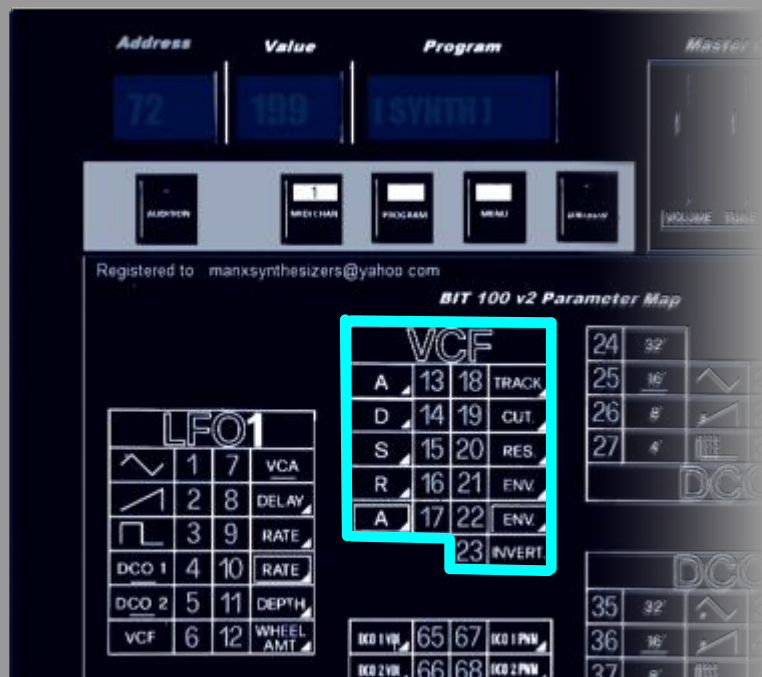 Address Value Program Master
72 199 [ SYNTH ]
AUDITION 1 MIDI CHAN PROGRAM MENU VOLUME TUNE
Registered to manxsynthesizers@yahoo com
BIT 100 v2 Parameter Map
VCF
A 13 18 TRACK
D 14 19 CUT.
S 15 20 RES.
R 16 21 ENV.
A 17 22 ENV.
23 INVERT.
LFO1
1 7 VCA
2 8 DELAY
3 9 RATE
DCO 1 4 10 RATE
DCO 2 5 11 DEPTH
VCF 6 12 WHEEL AMT
24 32'
25 16'
26 8'
27 4'
DCO
DCO
35 32'
36 16'
37 8'
DCO 1 VOL 65 67 DCO 1 PWM
DCO 2 VOL 66 68 DCO 2 PWM